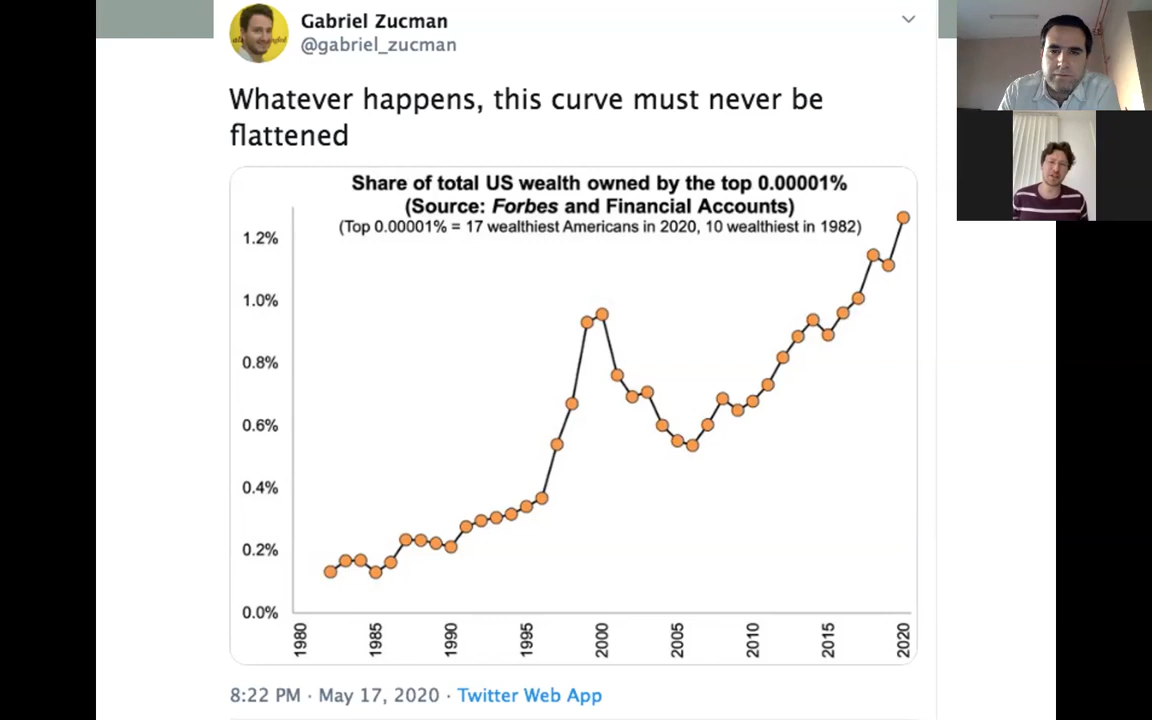 Gabriel Zucman
@gabriel_zucman
Whatever happens, this curve must never be
flattened
Share of total US wealth owned by the top 0.00001%
(Source: Forbes and Financial Accounts)
(Top 0.00001% = 17 wealthiest Americans in 2020, 10 wealthiest in 1982)
1.2%
1.0%
0.8%
0.6%
0.4%
0.2%
0.0%
1980
1985
1990
1995
2000
2005
2010
2015
2020
8:22 PM · May 17, 2020 · Twitter Web App